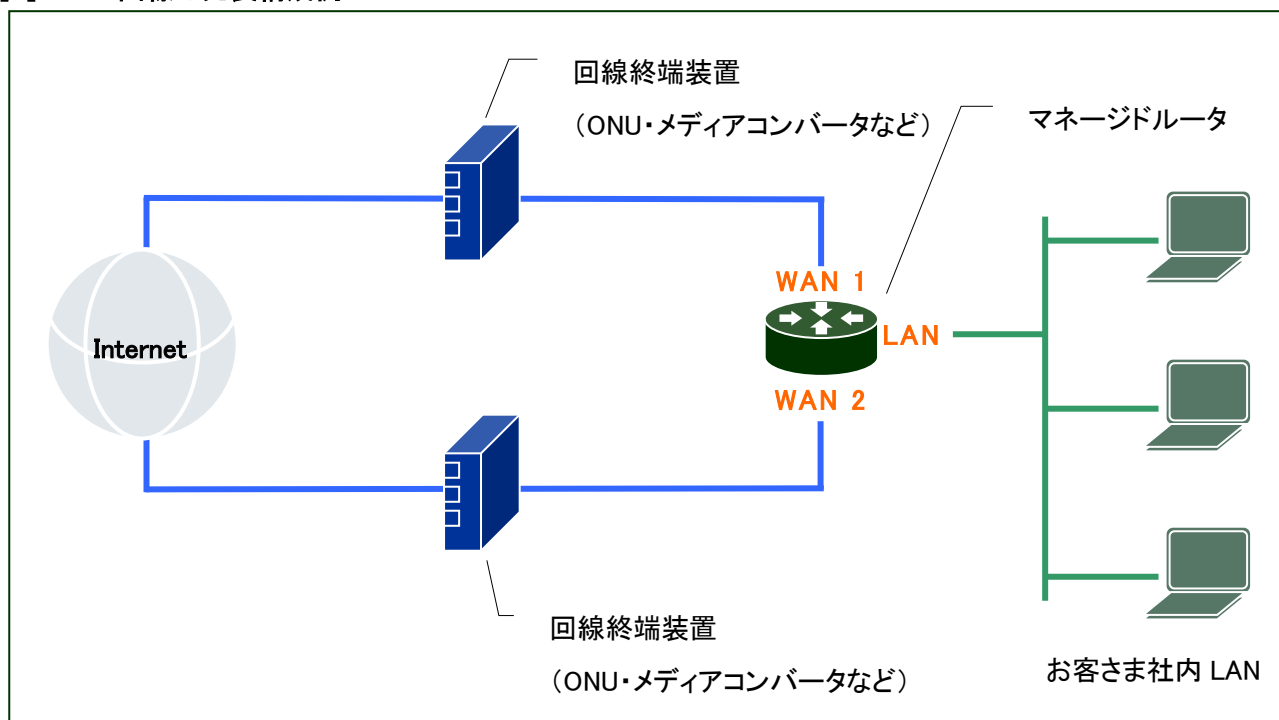 回線終端装置
（ONU・メディアコンバータなど）
マネージドルータ
WAN 1
Internet
LAN
WAN 2
回線終端装置
（ONU・メディアコンバータなど）
お客さま社内 LAN